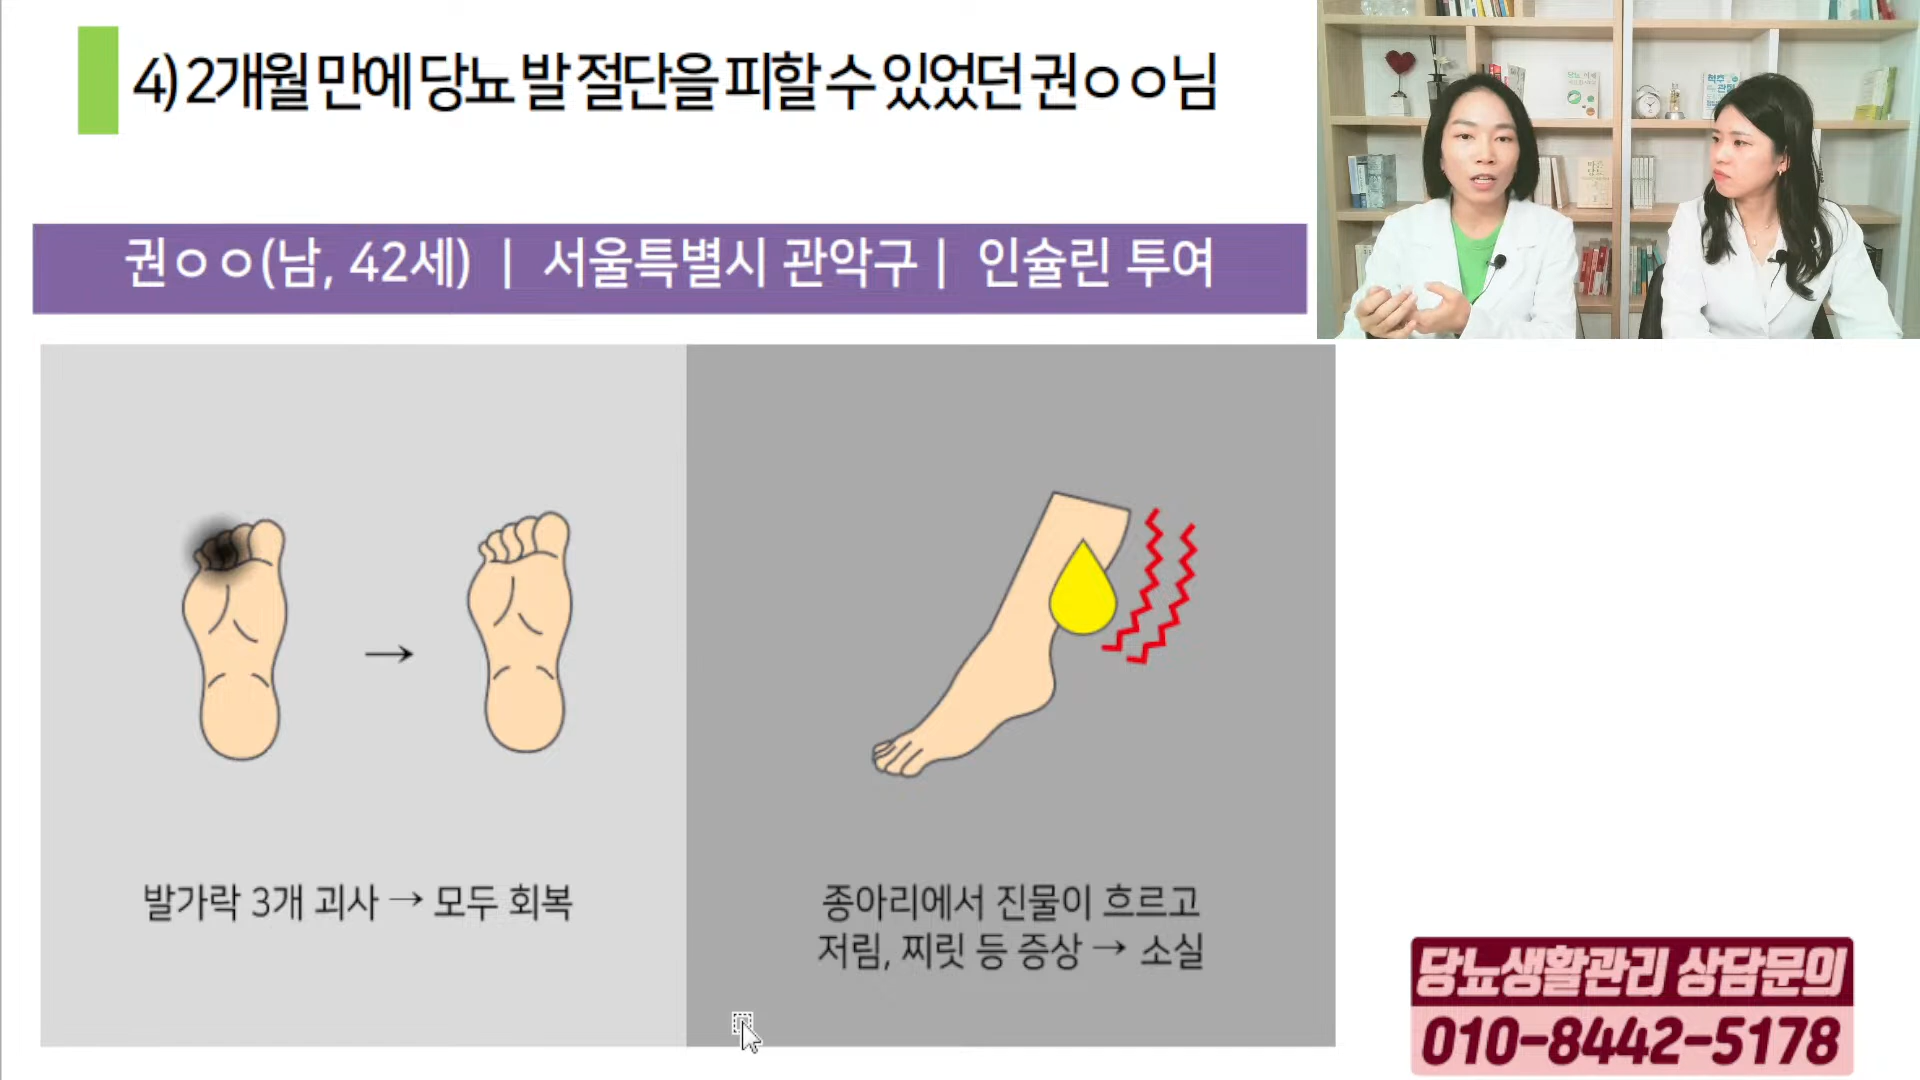 4) 2개월 만에 당뇨 발 절단을 피할 수 있었던 권ㅇㅇ님
권ㅇㅇ(남, 42세) | 서울특별시 관악구 | 인슐린 투여
발가락 3개 괴사 → 모두 회복
종아리에서 진물이 흐르고
저림, 찌릿 등 증상 → 소실
당뇨생활관리 상담문의
010-8442-5178